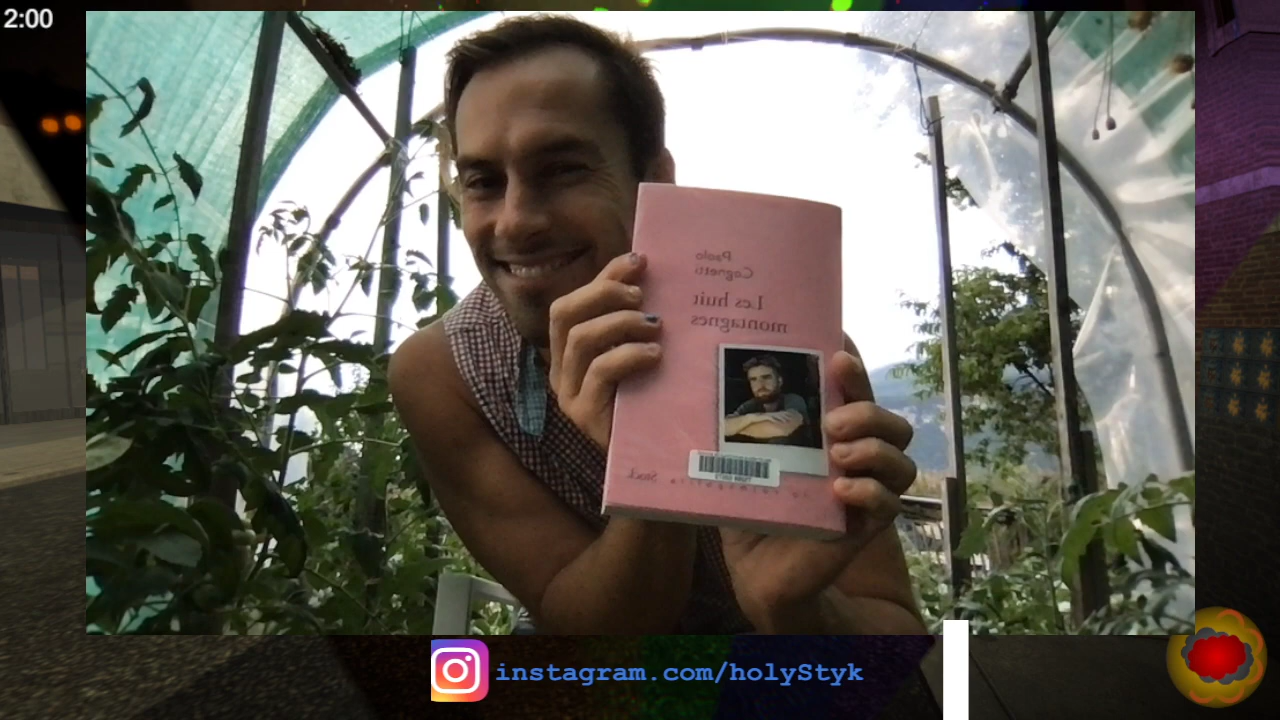 2:00
Paolo
Cognetti
Les huit
montagnes
Stock
instagram.com/holyStyk